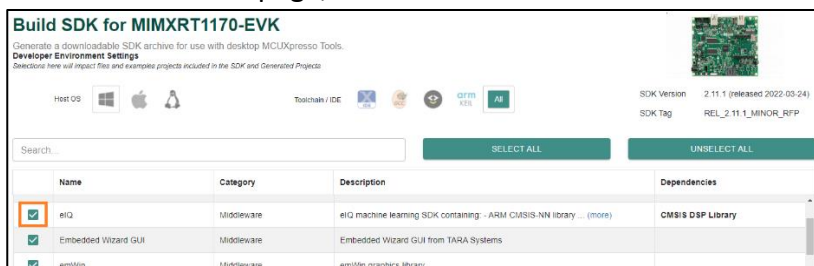 Build SDK for MIMXRT1170-EVK
Generate a downloadable SDK archive for use with desktop MCUXpresso Tools.
Developer Environment Settings
Selections here will impact files and examples projects included in the SDK and Generated Projects
Host OS
Toolchain / IDE
arm KEIL
All
SDK Version 2.11.1 (released 2022-03-24)
SDK Tag REL_2.11.1_MINOR_RFP
Search...
SELECT ALL
UNSELECT ALL
Name Category Description Dependencies
eIQ Middleware eIQ machine learning SDK containing: - ARM CMSIS-NN library ... (more) CMSIS DSP Library
Embedded Wizard GUI Middleware Embedded Wizard GUI from TARA Systems
emWin Middleware emWin graphics library